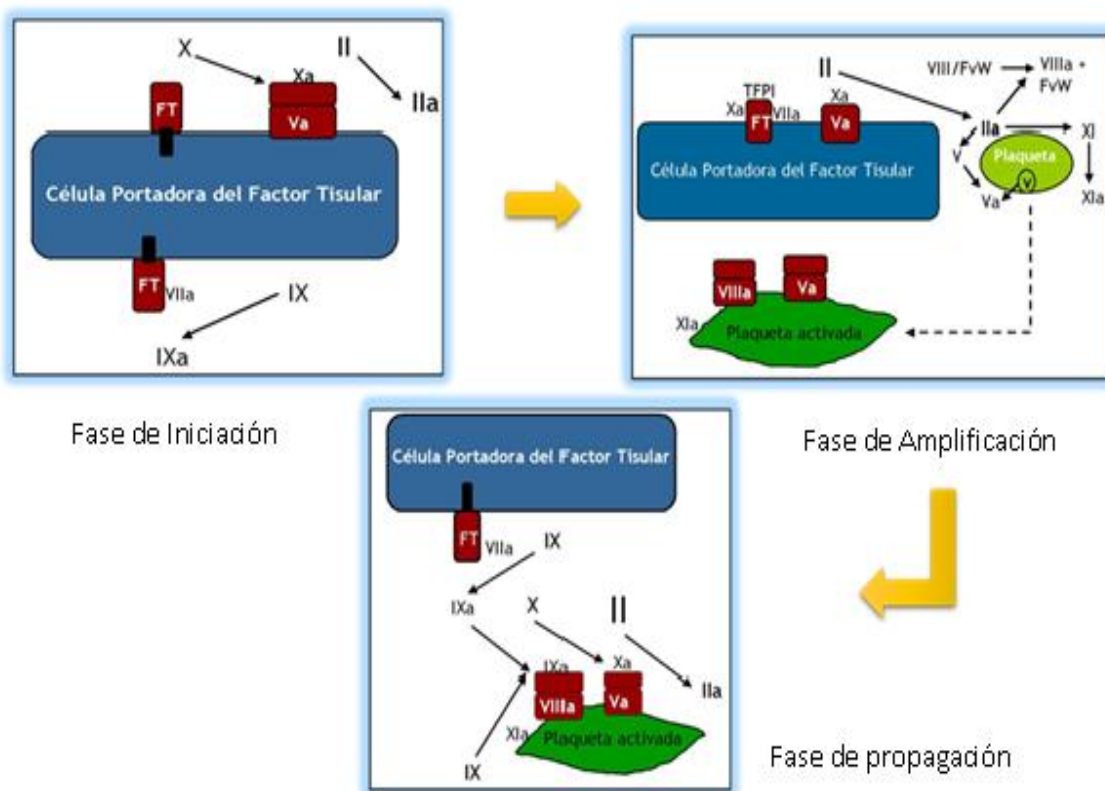 X
II
Xa
IIa
FT
Va
Célula Portadora del Factor Tisular
FT
VIIa
IX
IXa
Fase de Iniciación
II
VIII/FvW
VIIIa +
FvW
TFPI
Xa
FT
VIIa
Xa
Va
IIa
XI
V
Plaqueta
V
Va
XIa
Célula Portadora del Factor Tisular
VIIIa
Va
XIa
Plaqueta activada
Fase de Amplificación
Célula Portadora del Factor Tisular
FT
VIIa
IX
IXa
X
II
IXa
Xa
IIa
VIIIa
Va
XIa
Plaqueta activada
IX
Fase de propagación